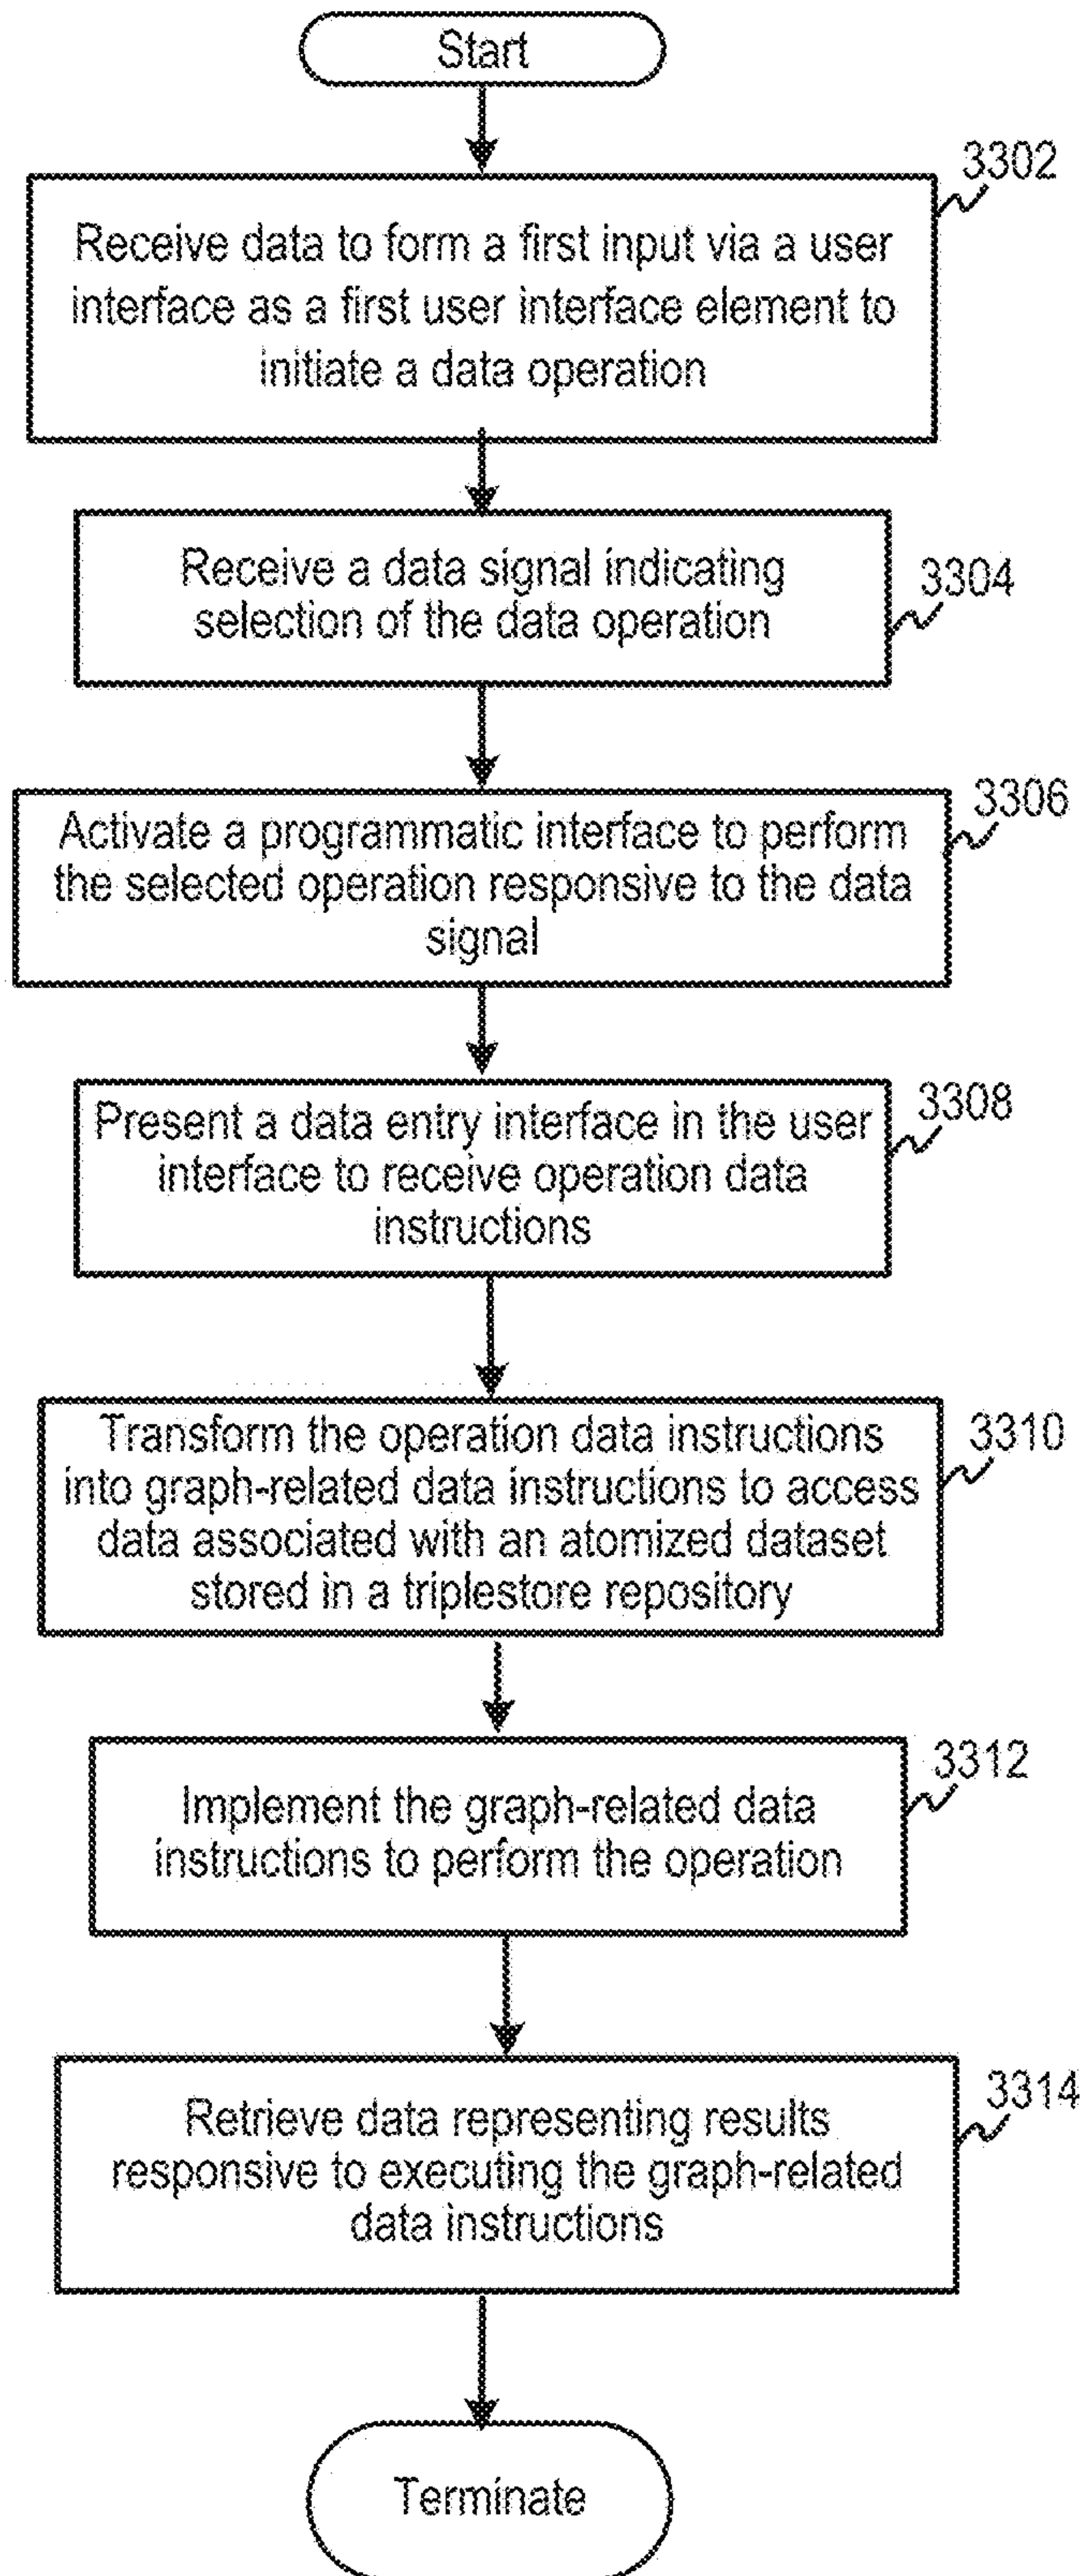 Start
3302
Receive data to form a first input via a user
interface as a first user interface element to
initiate a data operation
Receive a data signal indicating
selection of the data operation
3304
3306
Activate a programmatic interface to perform
the selected operation responsive to the data
signal
3308
Present a data entry interface in the user
interface to receive operation data
instructions
3310
Transform the operation data instructions
into graph-related data instructions to access
data associated with an atomized dataset
stored in a triplestore repository
3312
Implement the graph-related data
instructions to perform the operation
3314
Retrieve data representing results
responsive to executing the graph-related
data instructions
Terminate